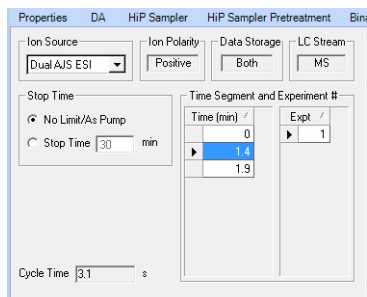 Properties DA HiP Sampler HiP Sampler Pretreatment Bina
Ion Source Ion Polarity Data Storage LC Stream
Dual AJS ESI Positive Both MS
Stop Time Time Segment and Experiment #
No Limit/As Pump Time (min) Expt
0 1
Stop Time 30 min 1.4
1.9
Cycle Time 3.1 s